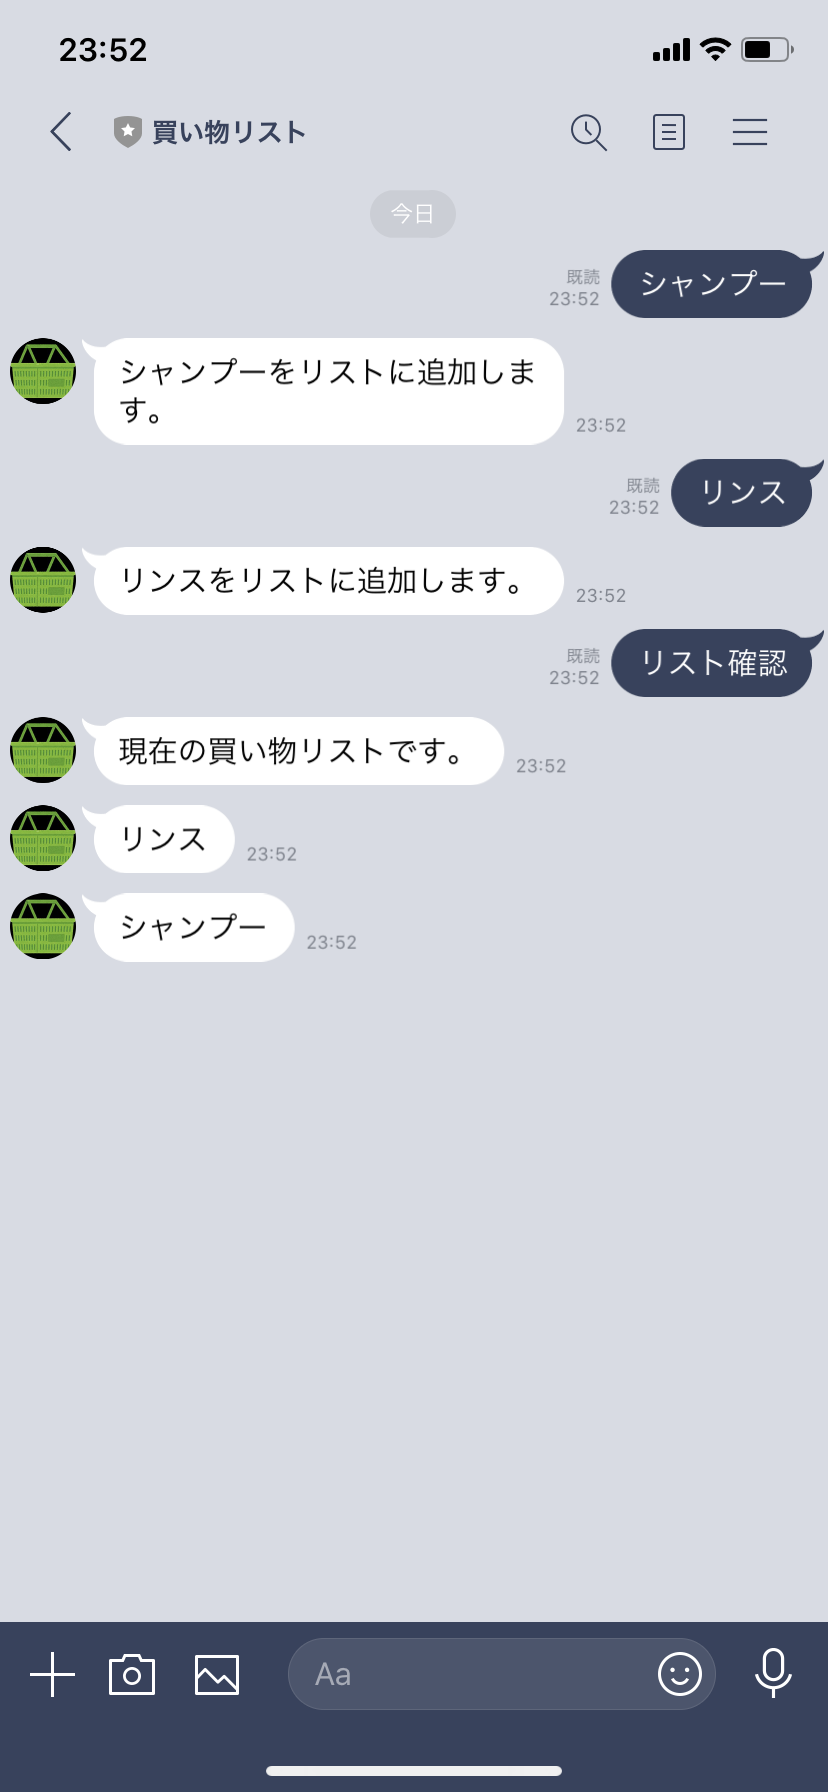 23:52
買い物リスト
今日
シャンプー
既読
23:52
シャンプーをリストに追加しま
す。
23:52
リンス
既読
23:52
リンスをリストに追加します。
23:52
リスト確認
既読
23:52
現在の買い物リストです。
23:52
リンス
23:52
シャンプー
23:52
Aa